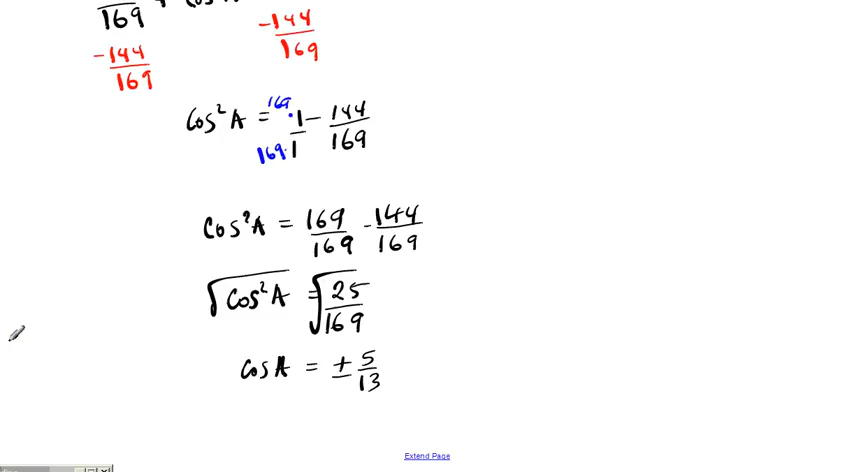 169 + cos A
-144/169 -144/169
Cos²A = 169·1/169·1 - 144/169
Cos²A = 169/169 - 144/169
√Cos²A = √25/169
Cos A = ± 5/13
Extend Page